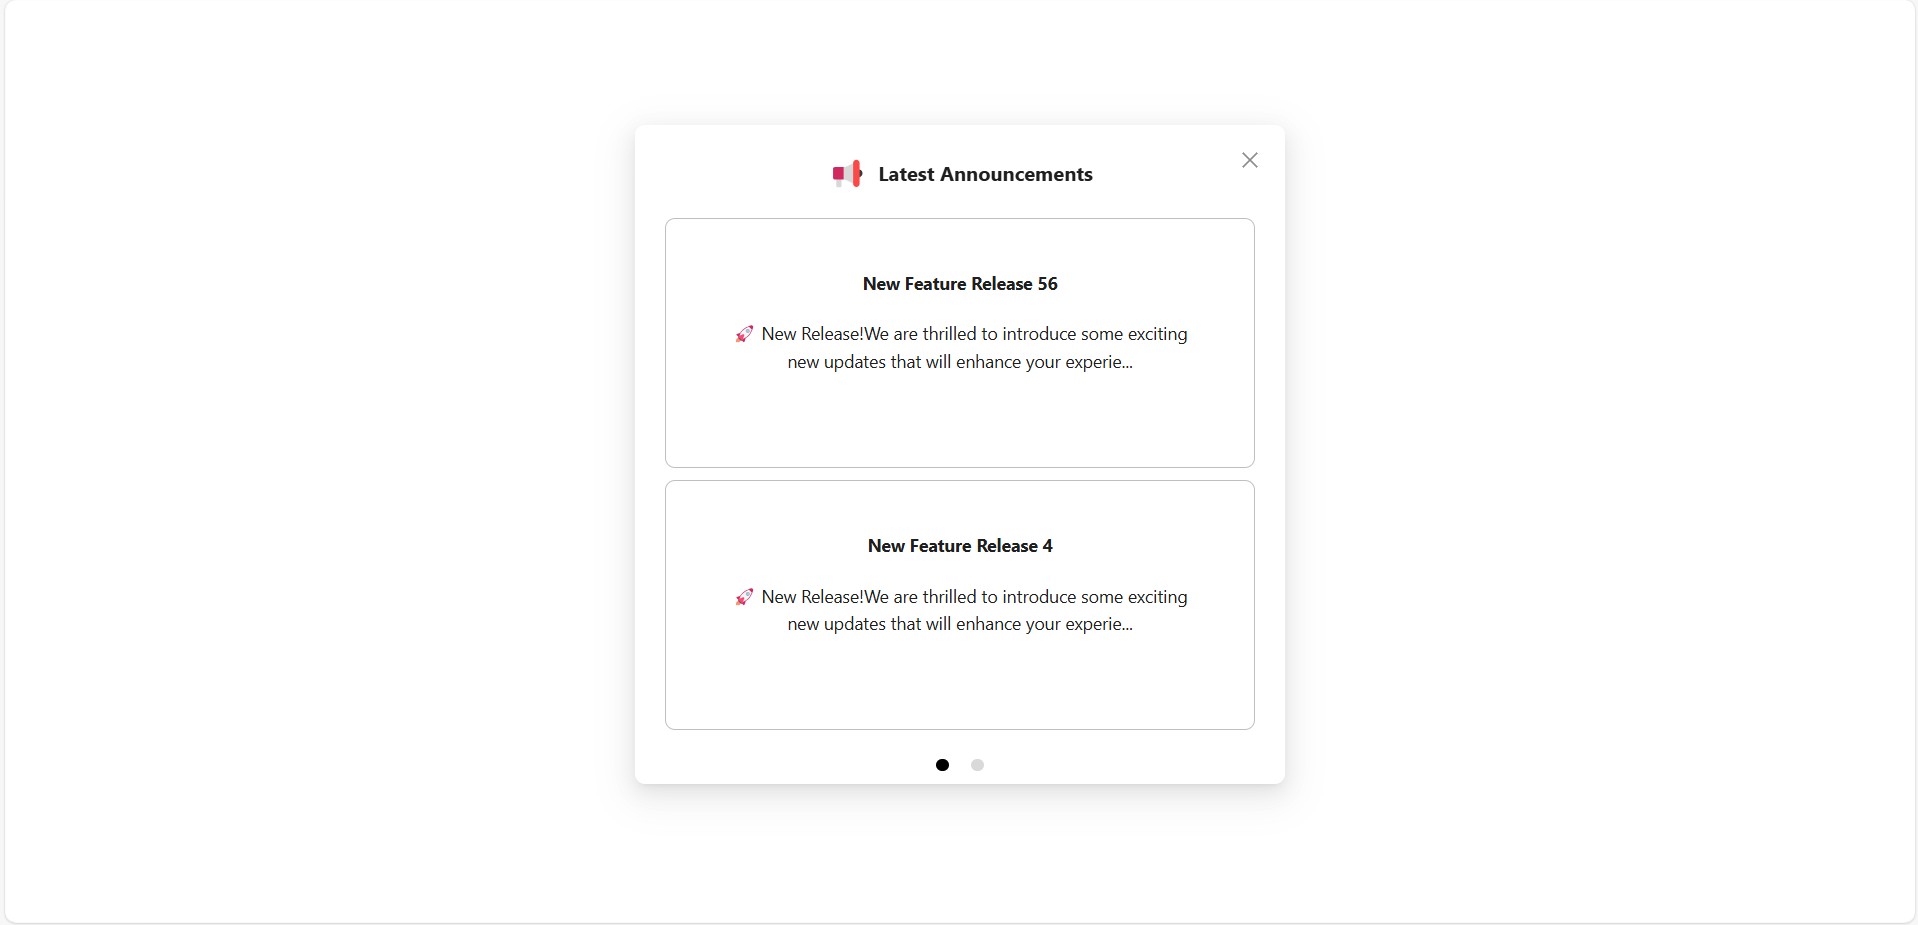 Latest Announcements
New Feature Release 56
🚀 New Release!We are thrilled to introduce some exciting
new updates that will enhance your experie...
New Feature Release 4
🚀 New Release!We are thrilled to introduce some exciting
new updates that will enhance your experie...